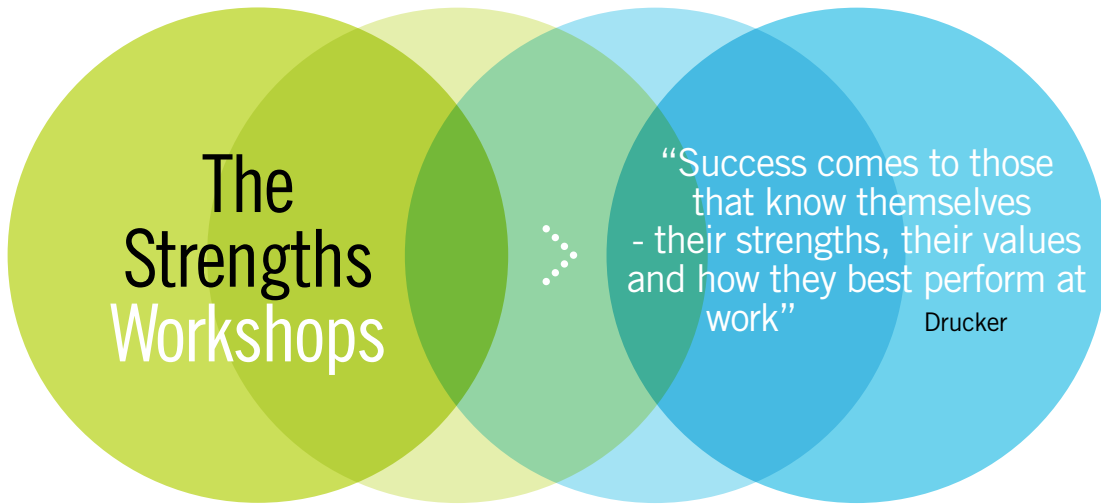 The
Strengths
Workshops
“Success comes to those
that know themselves
- their strengths, their values
and how they best perform at
work”
Drucker